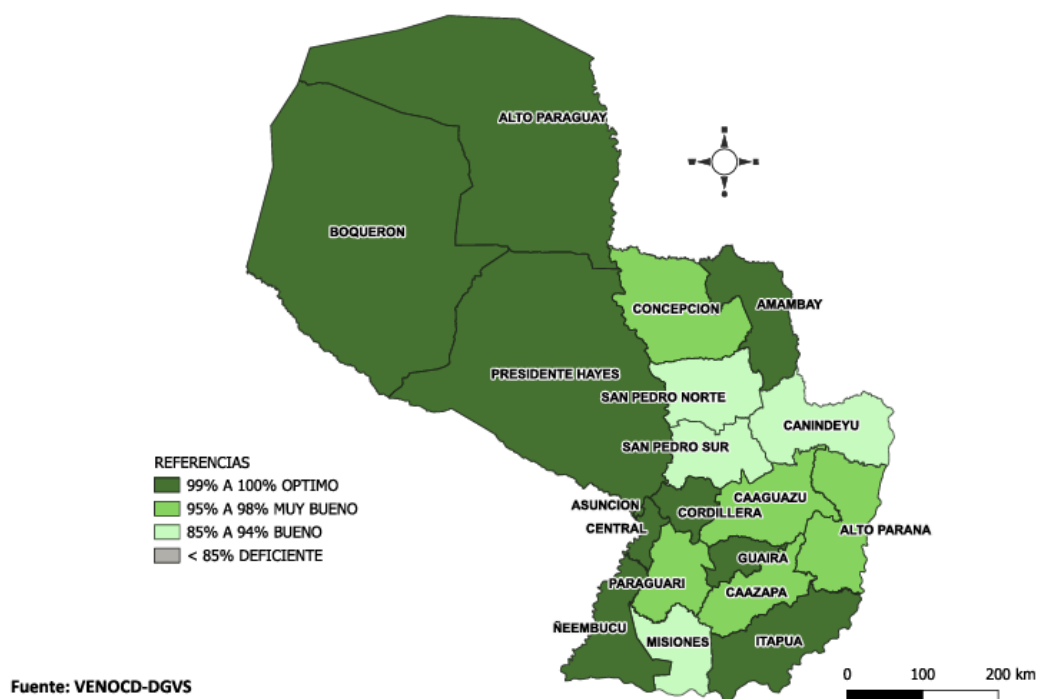 ALTO PARAGUAY
N
W
E
S
BOQUERON
CONCEPCION
AMAMBAY
PRESIDENTE HAYES
SAN PEDRO NORTE
CANINDEYU
SAN PEDRO SUR
REFERENCIAS
99% A 100% OPTIMO
95% A 98% MUY BUENO
85% A 94% BUENO
< 85% DEFICIENTE
ASUNCION
CAAGUAZU
CORDILLERA
CENTRAL
ALTO PARANA
GUAIRÁ
PARAGUARI
CAAZAPA
ÑEEMBUCU
MISIONES
ITAPUA
0 100 200 km
Fuente: VENOCD-DGVS